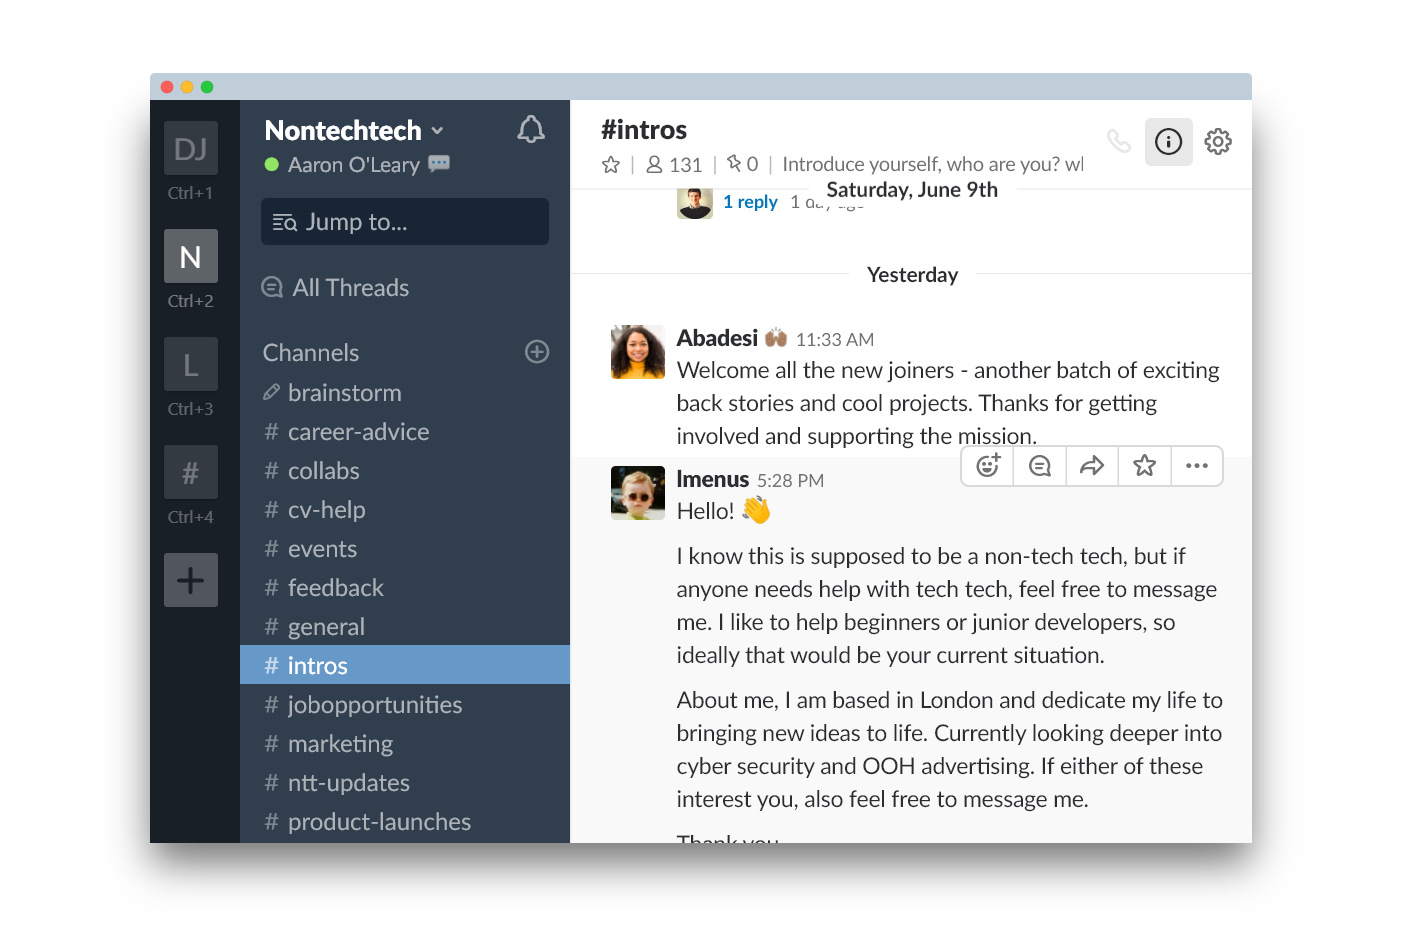 DJ
Ctrl+1
N
Ctrl+2
L
Ctrl+3
#
Ctrl+4
Nontechtech
Aaron O'Leary
Jump to...
All Threads
Channels
brainstorm
# career-advice
# collabs
# cv-help
# events
# feedback
# general
# intros
# jobopportunities
# marketing
# ntt-updates
# product-launches
#intros
131 | 0 | Introduce yourself, who are you? wl
Saturday, June 9th
1 reply 1 day ago
Yesterday
Abadesi 11:33 AM
Welcome all the new joiners - another batch of exciting
back stories and cool projects. Thanks for getting
involved and supporting the mission.
lmenus 5:28 PM
Hello!
I know this is supposed to be a non-tech tech, but if
anyone needs help with tech tech, feel free to message
me. I like to help beginners or junior developers, so
ideally that would be your current situation.
About me, I am based in London and dedicate my life to
bringing new ideas to life. Currently looking deeper into
cyber security and OOH advertising. If either of these
interest you, also feel free to message me.
Thank you